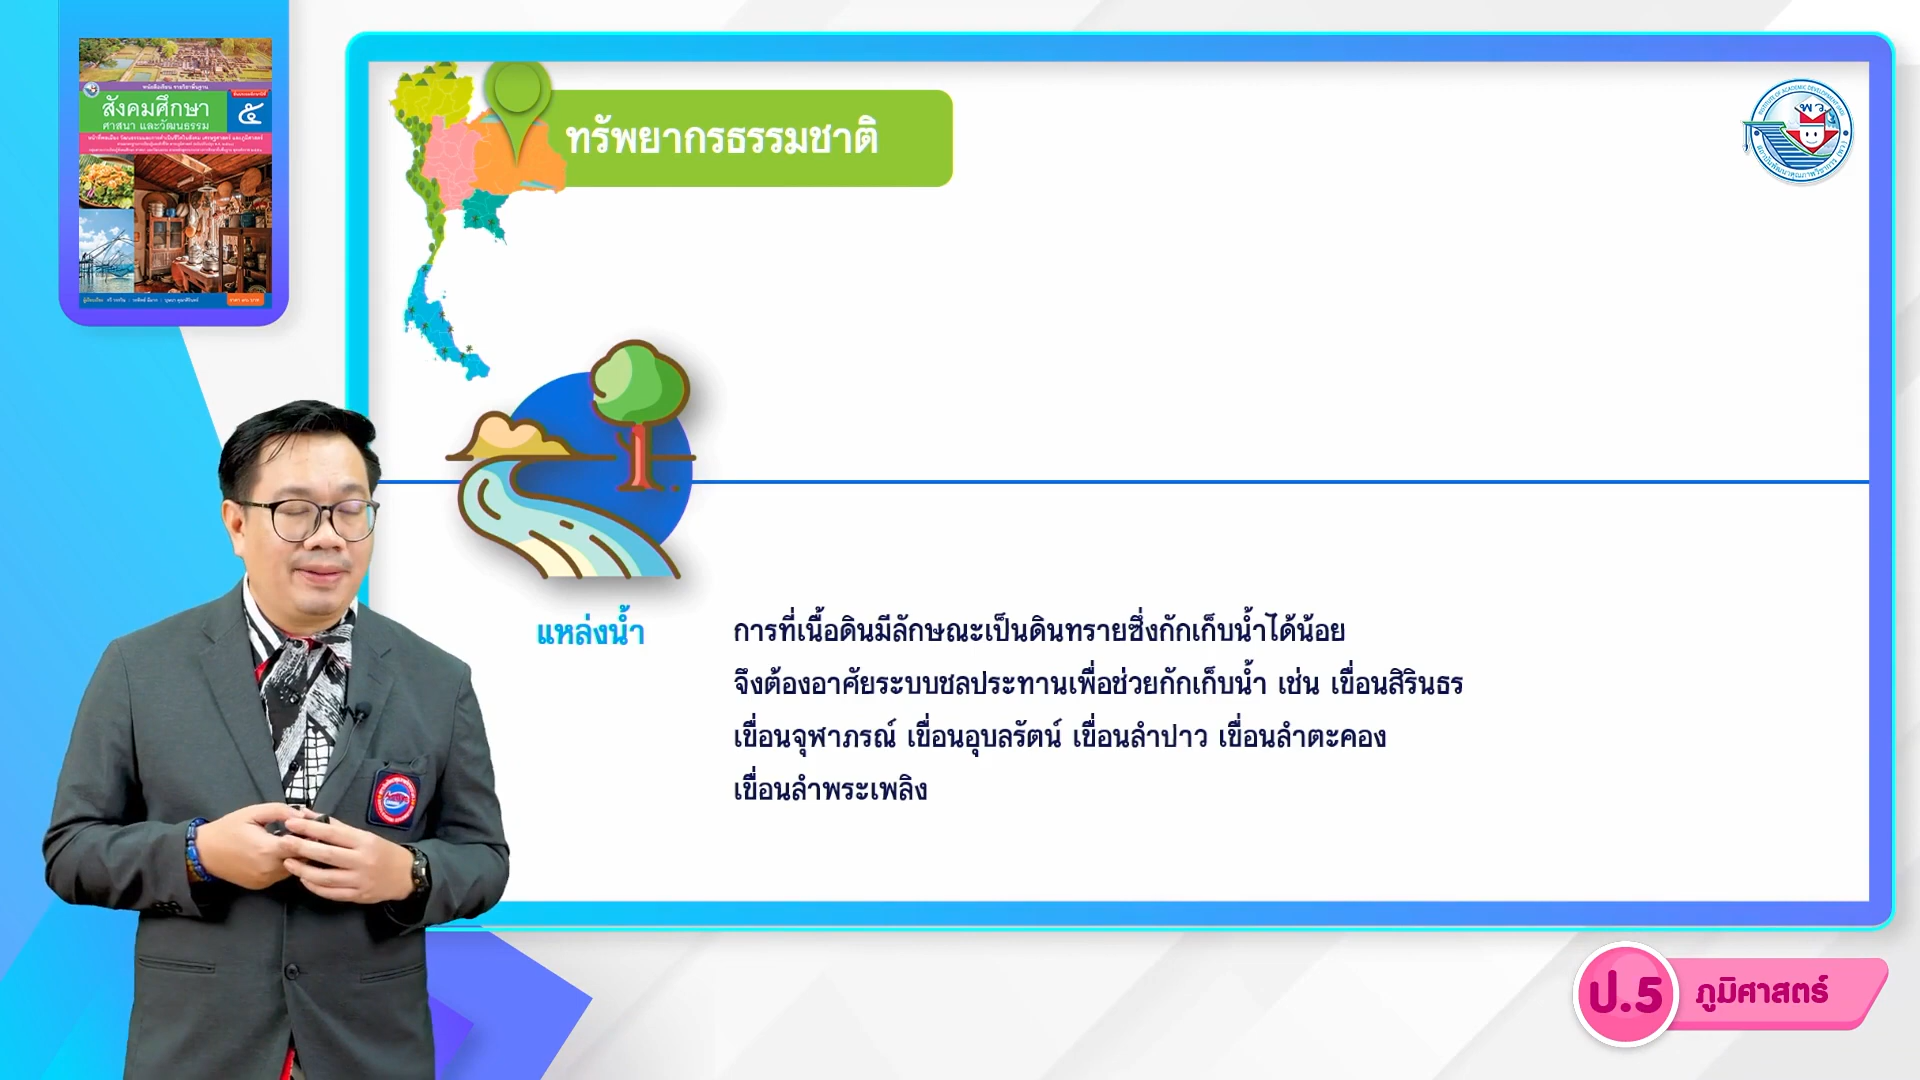 สังคมศึกษา
ศาสนา และวัฒนธรรม
๕
ทรัพยากรธรรมชาติ
พว.
แหล่งน้ำ
การที่เนื้อดินมีลักษณะเป็นดินทรายซึ่งกักเก็บน้ำได้น้อย
จึงต้องอาศัยระบบชลประทานเพื่อช่วยกักเก็บน้ำ เช่น เขื่อนสิรินธร
เขื่อนจุฬาภรณ์ เขื่อนอุบลรัตน์ เขื่อนลำปาว เขื่อนลำตะคอง
เขื่อนลำพระเพลิง
ป.5
ภูมิศาสตร์